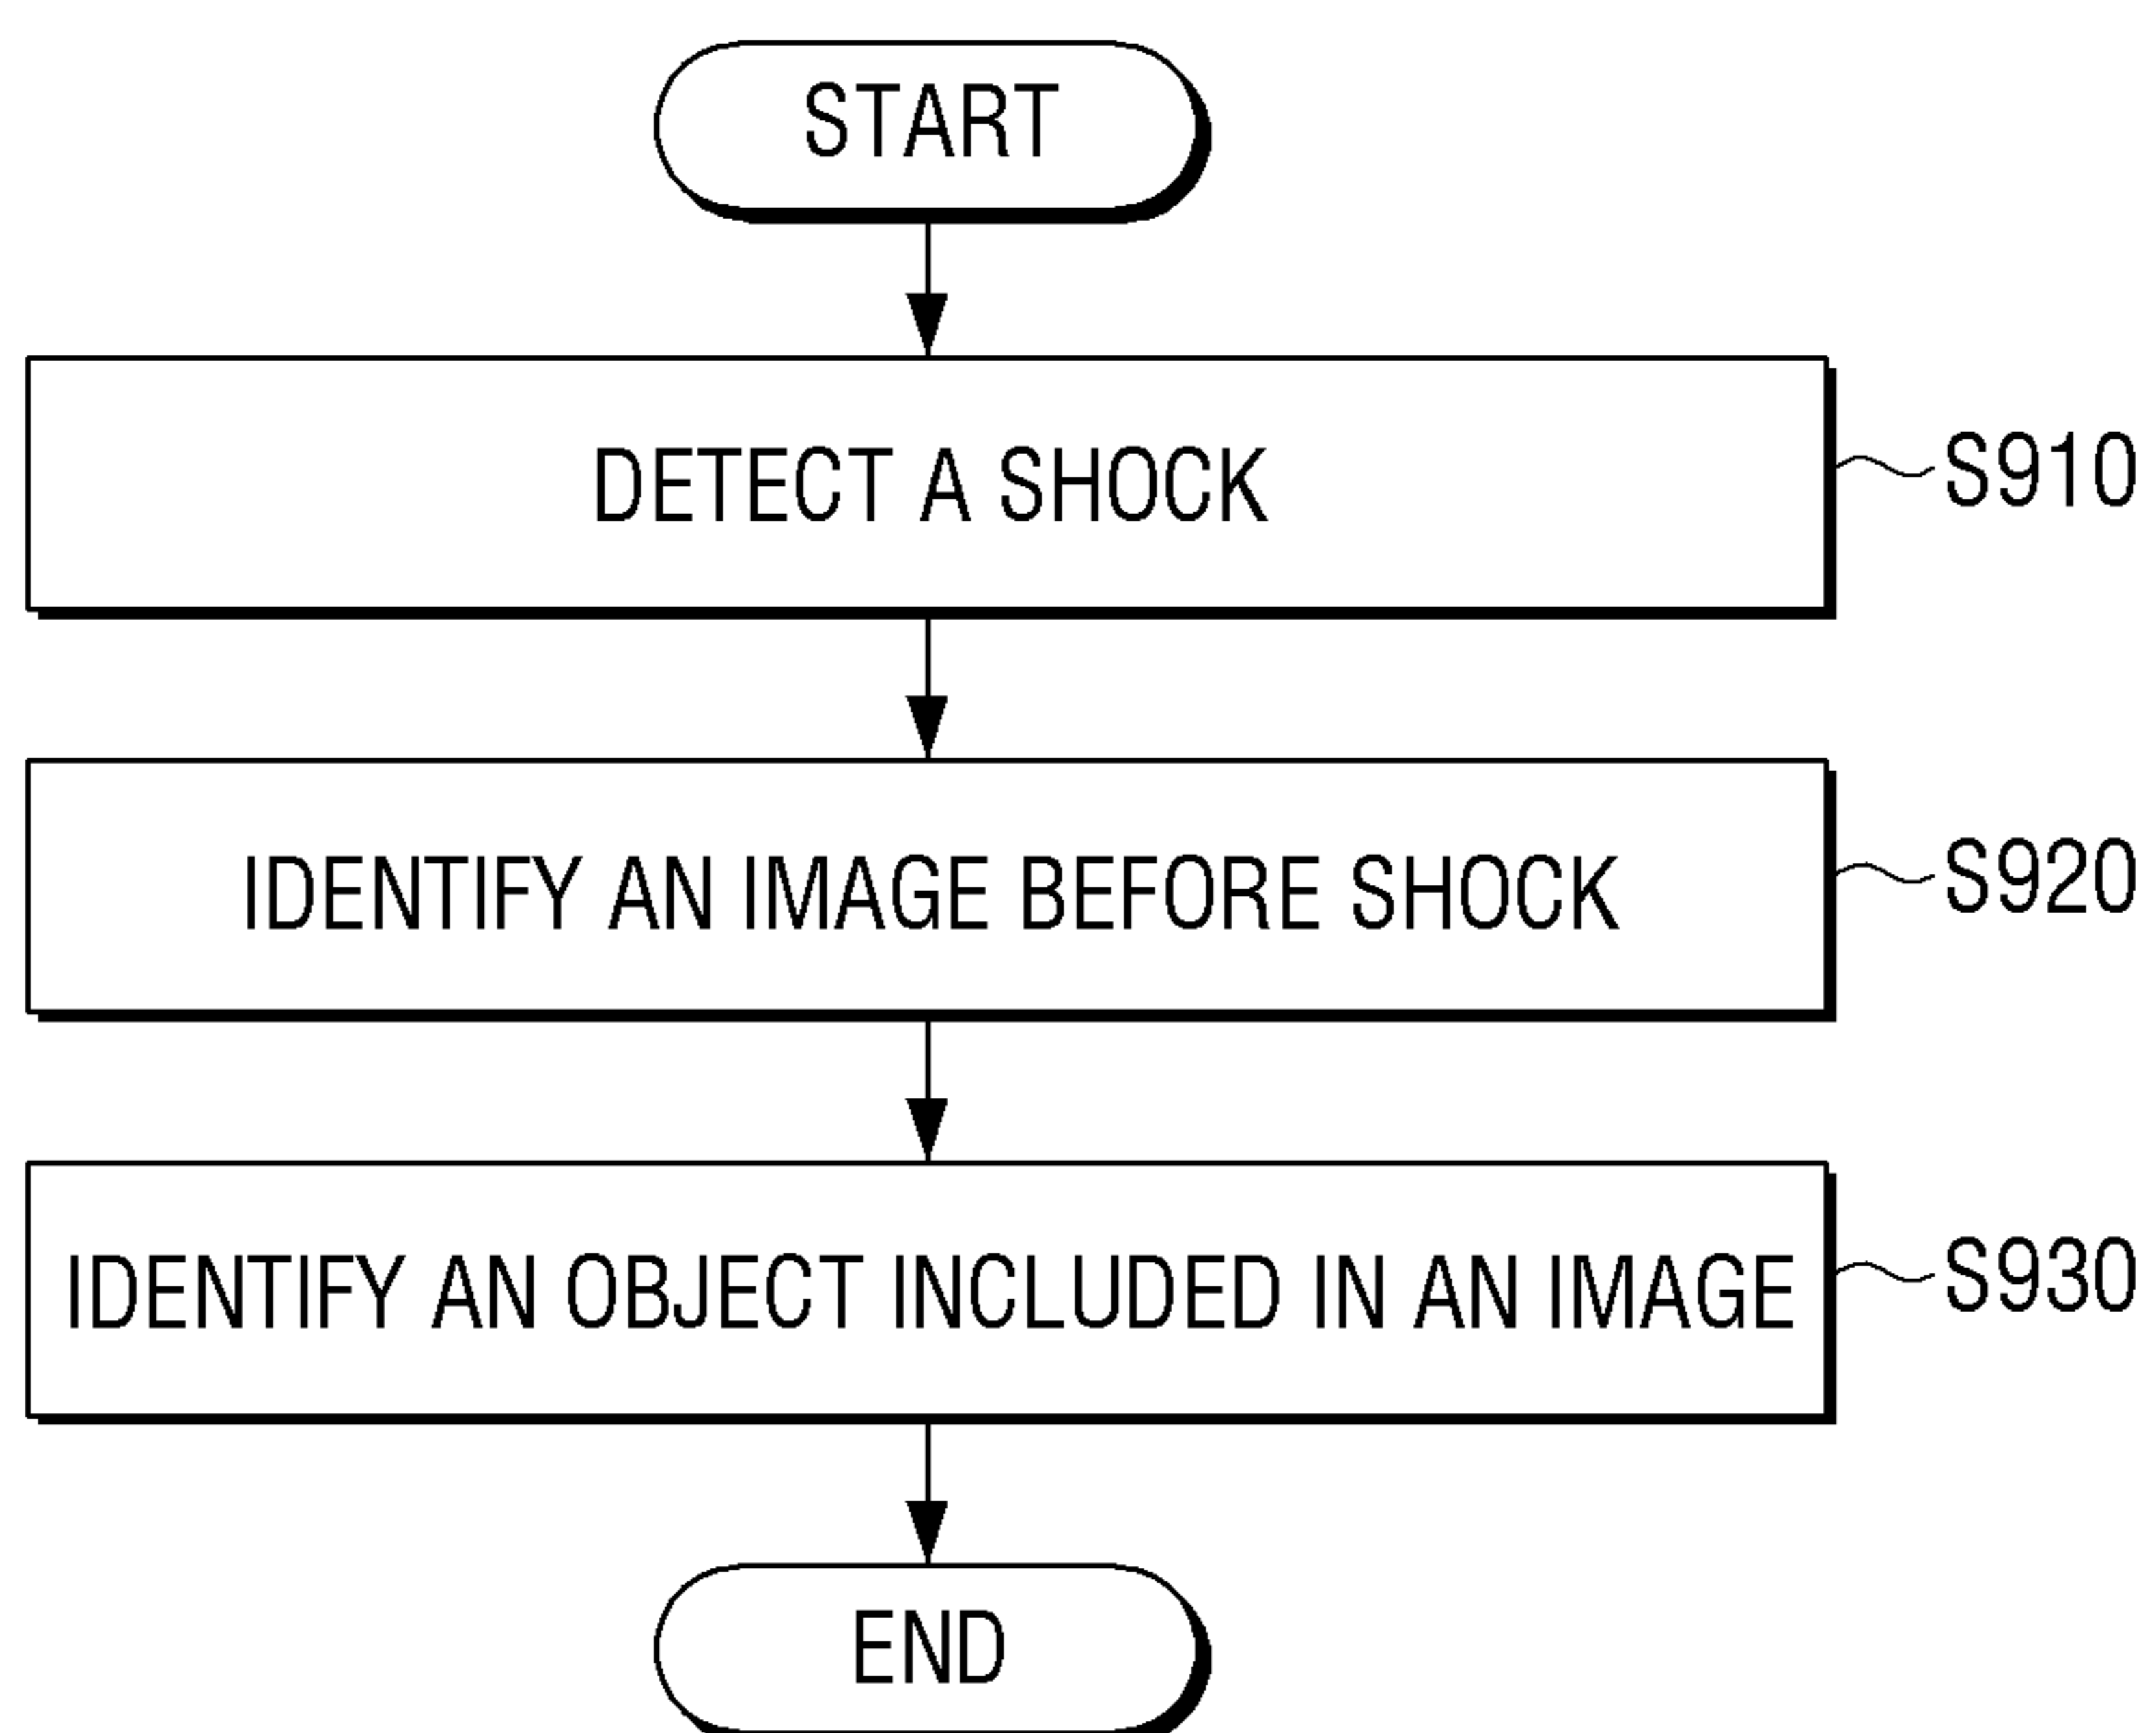 START
DETECT A SHOCK
S910
IDENTIFY AN IMAGE BEFORE SHOCK
S920
IDENTIFY AN OBJECT INCLUDED IN AN IMAGE
S930
END